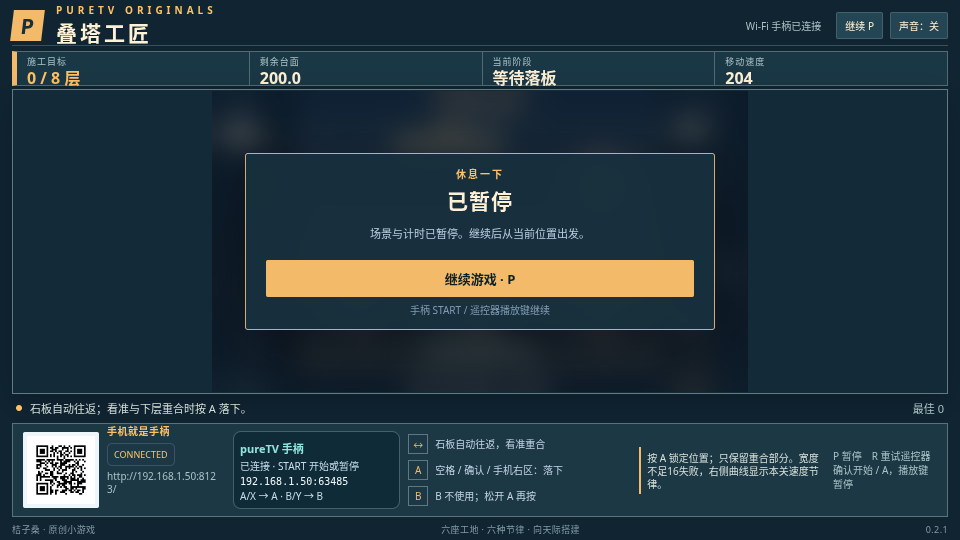 P
PURETV ORIGINALS
叠塔工匠
Wi-Fi 手柄已连接
继续 P
声音：关
施工目标
0 / 8 层
剩余台面
200.0
当前阶段
等待落板
移动速度
204
休息一下
已暂停
场景与计时已暂停。继续后从当前位置出发。
继续游戏 · P
手柄 START / 遥控器播放键继续
石板自动往返；看准与下层重合时按 A 落下。
最佳 0
手机就是手柄
CONNECTED
http://192.168.1.50:812
3/
pureTV 手柄
已连接 · START 开始或暂停
192.168.1.50:63485
A/X → A · B/Y → B
↔ 石板自动往返，看准重合
A 空格 / 确认 / 手机右区：落下
B B 不使用；松开 A 再按
按 A 锁定位置；只保留重合部分。宽度
不足16失败，右侧曲线显示本关速度节
律。
P 暂停 R 重试遥控器
确认开始 / A，播放键
暂停
桔子桑 · 原创小游戏
六座工地 · 六种节律 · 向天际搭建
0.2.1